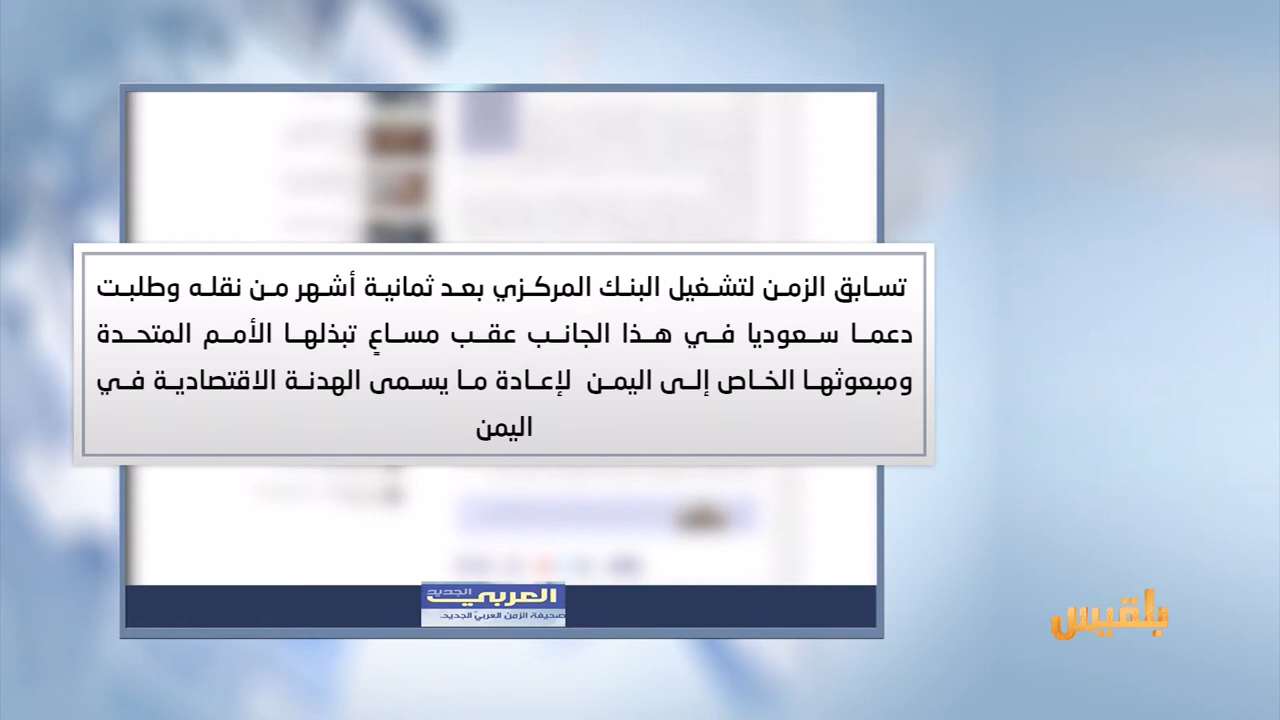 تسابق الزمن لتشغيل البنك المركزي بعد ثمانية أشهر من نقله وطلبت
دعما سعوديا في هذا الجانب عقب مساعٍ تبذلها الأمم المتحدة
ومبعوثها الخاص إلى اليمن لإعادة ما يسمى الهدنة الاقتصادية في
اليمن
العربي الجديد
صحيفة الزمن العربيّ الجديد.
بلقيس